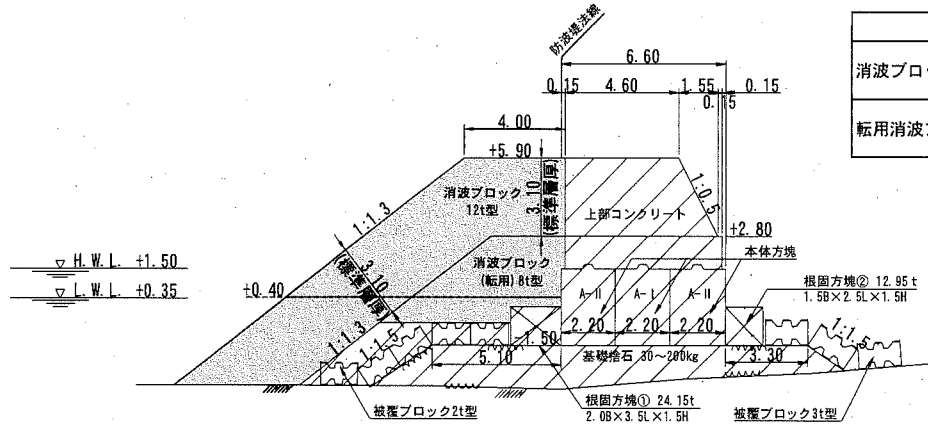 防波堤法線
6.60
0.15 4.60 1.55 0.15
0.15
4.00
+5.90
消波ブロック
12t型
3.10
(標準層厚)
1:1.3
上部コンクリート
1:0.5
+2.80
消波ブロック
(転用)8t型
本体方塊
▽ H.W.L. +1.50
▽ L.W.L. +0.35
+0.40
3.10
(標準層厚)
A-II A-I A-II
根固方塊② 12.95t
1.5B×2.5L×1.5H
2.20 2.20 2.20
1:1.3
1:1.5
1.50
5.10
基礎捨石 30~200kg
3.30
1:1.5
被覆ブロック2t型
根固方塊① 24.15t
2.0B×3.5L×1.5H
被覆ブロック3t型
消波ブロ
転用消波